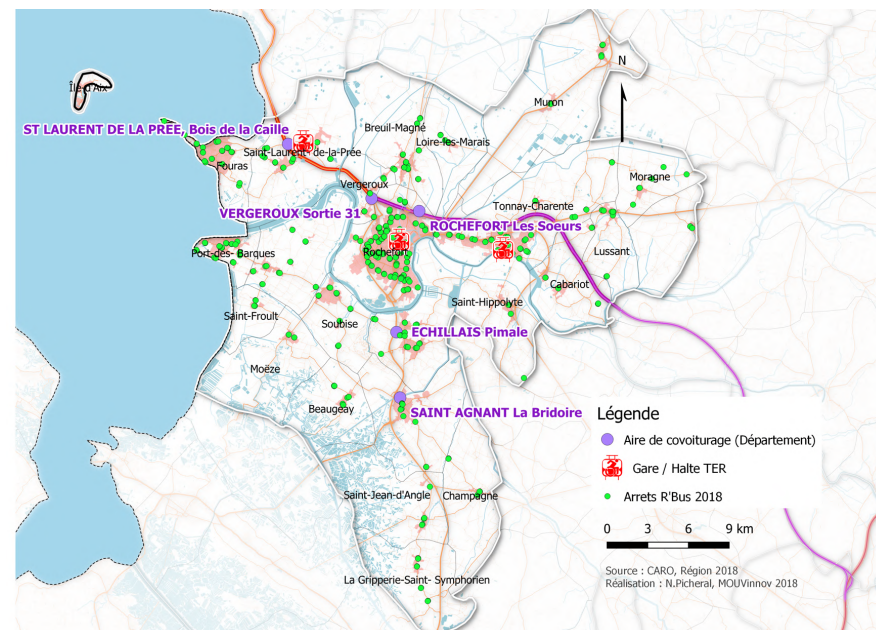 N
Île-d'Aix
Muron
ST LAURENT DE LA PRÉE, Bois de la Caille
Breuil-Magné
Loire-les-Marais
Saint-Laurent- de-la-Prée
Fouras
Moragne
Vergeroux
Tonnay-Charente
VERGEROUX Sortie 31
ROCHEFORT Les Soeurs
Rochefort
Lussant
Port-des- Barques
Cabariot
Saint-Hippolyte
Saint-Froult
Soubise
ECHILLAIS Pimale
Moëze
Beaugeay
SAINT AGNANT La Bridoire
Saint-Jean-d'Angle
Champagne
La Gripperie-Saint- Symphorien
Légende
Aire de covoiturage (Département)
Gare / Halte TER
Arrets R'Bus 2018
0 3 6 9 km
Source : CARO, Région 2018
Réalisation : N.Picheral, MOUVinnov 2018